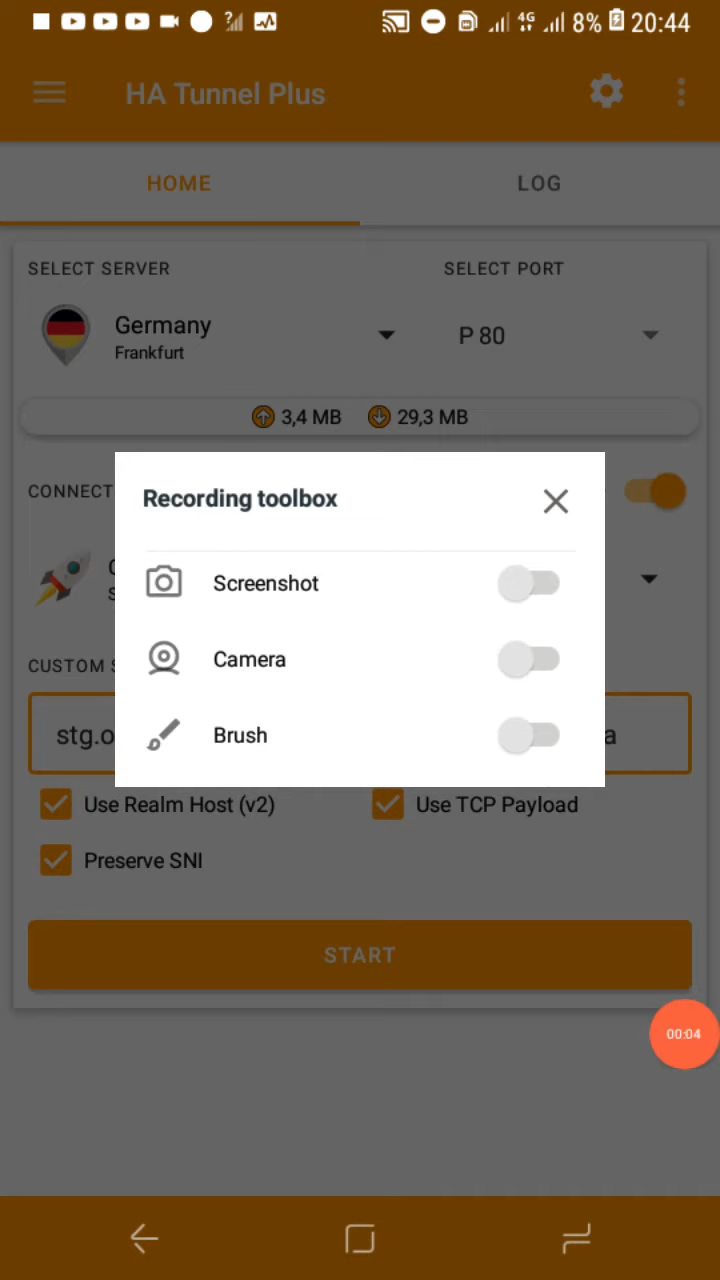 4G 8% 20:44
HA Tunnel Plus
HOME LOG
SELECT SERVER SELECT PORT
Germany
Frankfurt
P 80
3,4 MB 29,3 MB
CONNECT
Recording toolbox
Screenshot
Camera
Brush
CUSTOM
stg.o
Use Realm Host (v2) Use TCP Payload
Preserve SNI
START
00:04